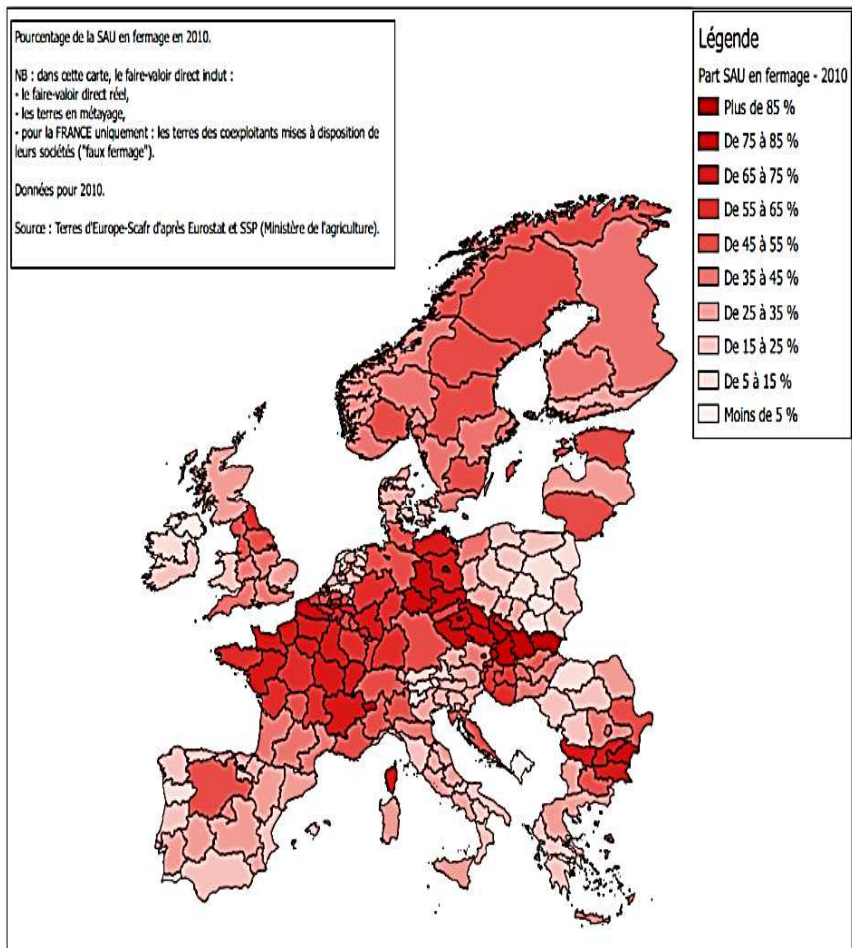 Pourcentage de la SAU en fermage en 2010.
NB : dans cette carte, le faire-valoir direct inclut :
- le faire-valoir direct réel,
- les terres en métayage,
- pour la FRANCE uniquement : les terres des coexploitants mises à disposition de
leurs sociétés ("faux fermage").
Données pour 2010.
Source : Terres d'Europe-Scafr d'après Eurostat et SSP (Ministère de l'agriculture).
Légende
Part SAU en fermage - 2010
Plus de 85 %
De 75 à 85 %
De 65 à 75 %
De 55 à 65 %
De 45 à 55 %
De 35 à 45 %
De 25 à 35 %
De 15 à 25 %
De 5 à 15 %
Moins de 5 %